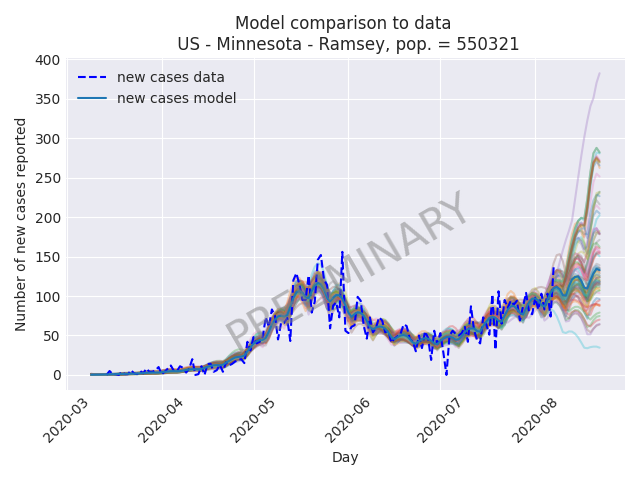 Model comparison to data
US - Minnesota - Ramsey, pop. = 550321
new cases data
new cases model
PRELIMINARY
Number of new cases reported
400
350
300
250
200
150
100
50
0
2020-03
2020-04
2020-05
2020-06
2020-07
2020-08
Day